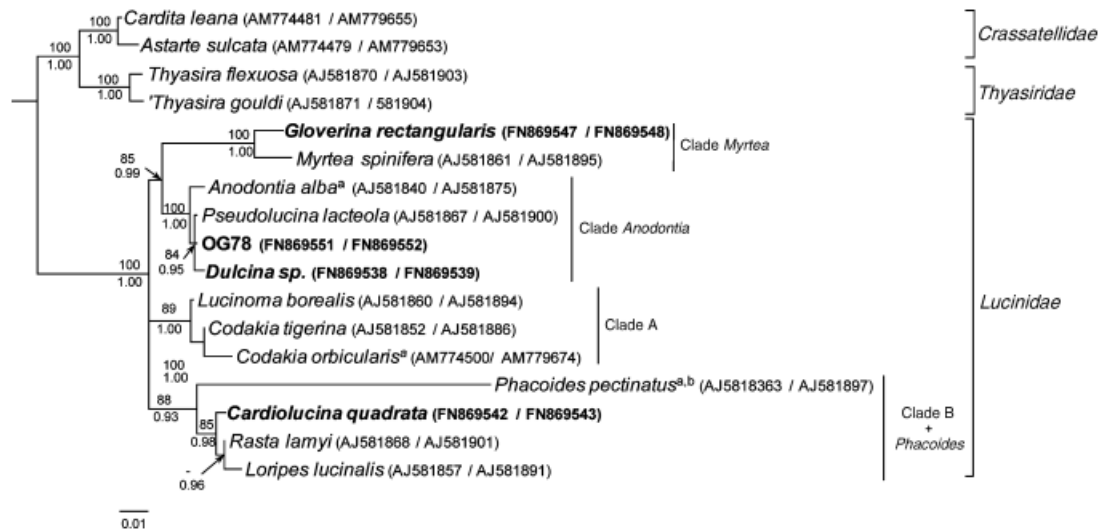 100
1.00
Cardita leana (AM774481 / AM779655)
Astarte sulcata (AM774479 / AM779653)
Crassatellidae
100
1.00
100
1.00
Thyasira flexuosa (AJ581870 / AJ581903)
'Thyasira gouldi (AJ581871 / 581904)
Thyasiridae
100
1.00
Gloverina rectangularis (FN869547 / FN869548)
Myrtea spinifera (AJ581861 / AJ581895)
Clade Myrtea
85
0.99
Anodontia albaª (AJ581840 / AJ581875)
100
1.00
Pseudolucina lacteola (AJ581867 / AJ581900)
Clade Anodontia
OG78 (FN869551 / FN869552)
84
0.95
Dulcina sp. (FN869538 / FN869539)
100
1.00
Lucinidae
Lucinoma borealis (AJ581860 / AJ581894)
89
1.00
Codakia tigerina (AJ581852 / AJ581886)
Clade A
Codakia orbicularisª (AM774500/ AM779674)
100
1.00
Phacoides pectinatusª,ᵇ (AJ5818363 / AJ581897)
88
0.93
Cardiolucina quadrata (FN869542 / FN869543)
85
0.98
Clade B
+
Phacoides
Rasta lamyi (AJ581868 / AJ581901)
Loripes lucinalis (AJ581857 / AJ581891)
-
0.96
0.01